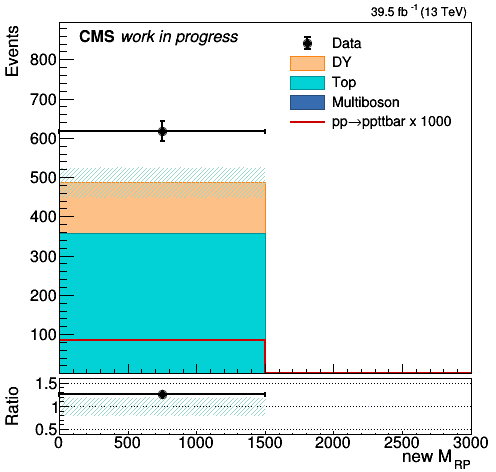 39.5 fb⁻¹ (13 TeV)
CMS work in progress
Events
Data
DY
Top
Multiboson
pp→ppttbar x 1000
800
700
600
500
400
300
200
100
Ratio
1.5
1
0.5
0 500 1000 1500 2000 2500 3000
new M_RP